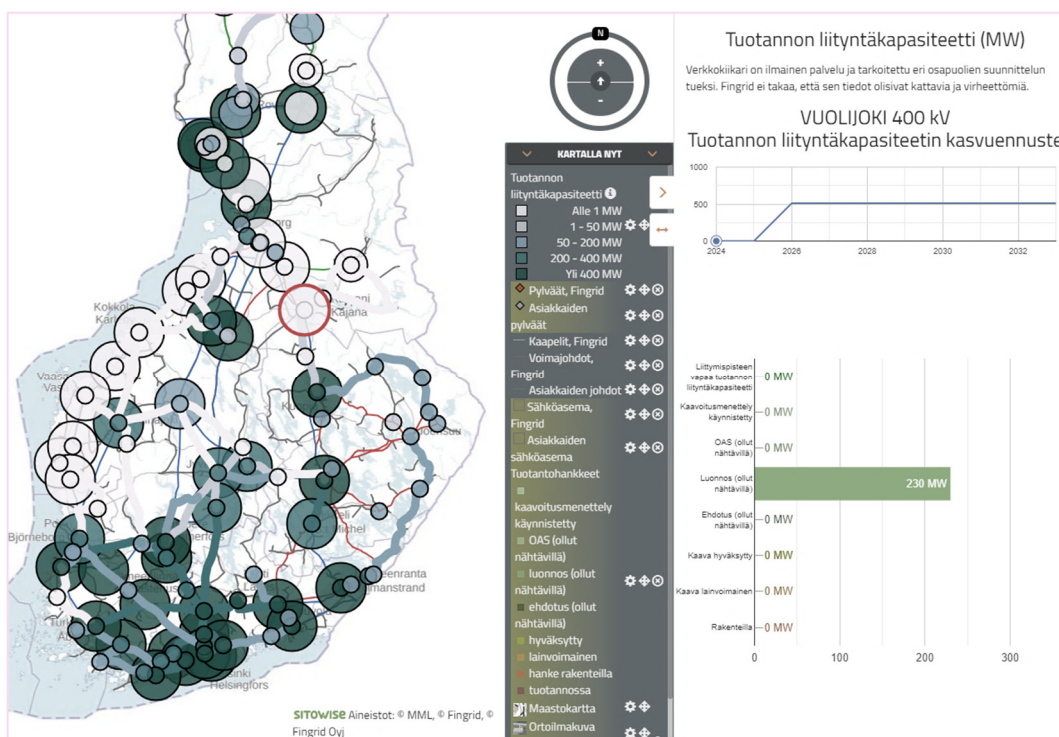 Tuotannon liityntäkapasiteetti (MW)
Verkkokiikari on ilmainen palvelu ja tarkoitettu eri osapuolien suunnittelun
tueksi. Fingrid ei takaa, että sen tiedot olisivat kattavia ja virheettömiä.
VUOLIJOKI 400 kV
Tuotannon liityntäkapasiteetin kasvuennuste
1000
500
0
2024
2026
2028
2030
2032
Liittymispisteen
vapaa tuotannon
liityntäkapasiteetti
0 MW
Kaavoitusmenettely
käynnistetty
0 MW
OAS (ollut
nähtävillä)
0 MW
Luonnos (ollut
nähtävillä)
230 MW
Ehdotus (ollut
nähtävillä)
0 MW
Kaava hyväksytty
0 MW
Kaava lainvoimainen
0 MW
Rakenteilla
0 MW
0
100
200
300
N
+
-
KARTALLA NYT
Tuotannon
liityntäkapasiteetti
Alle 1 MW
1 - 50 MW
50 - 200 MW
200 - 400 MW
Yli 400 MW
Pylväät, Fingrid
Asiakkaiden
pylväät
Kaapelit, Fingrid
Voimajohdot,
Fingrid
Asiakkaiden johdot
Sähköasema,
Fingrid
Asiakkaiden
sähköasema
Tuotantohankkeet
kaavoitusmenettely
käynnistetty
OAS (ollut
nähtävillä)
luonnos (ollut
nähtävillä)
ehdotus (ollut
nähtävillä)
hyväksytty
lainvoimainen
hanke rakenteilla
tuotannossa
Maastokartta
Ortoilmakuva
Kokkola
Kajana
Björneborg
Michel
Helsingfors
SITOWISE Aineistot: © MML, © Fingrid, ©
Fingrid Oyj